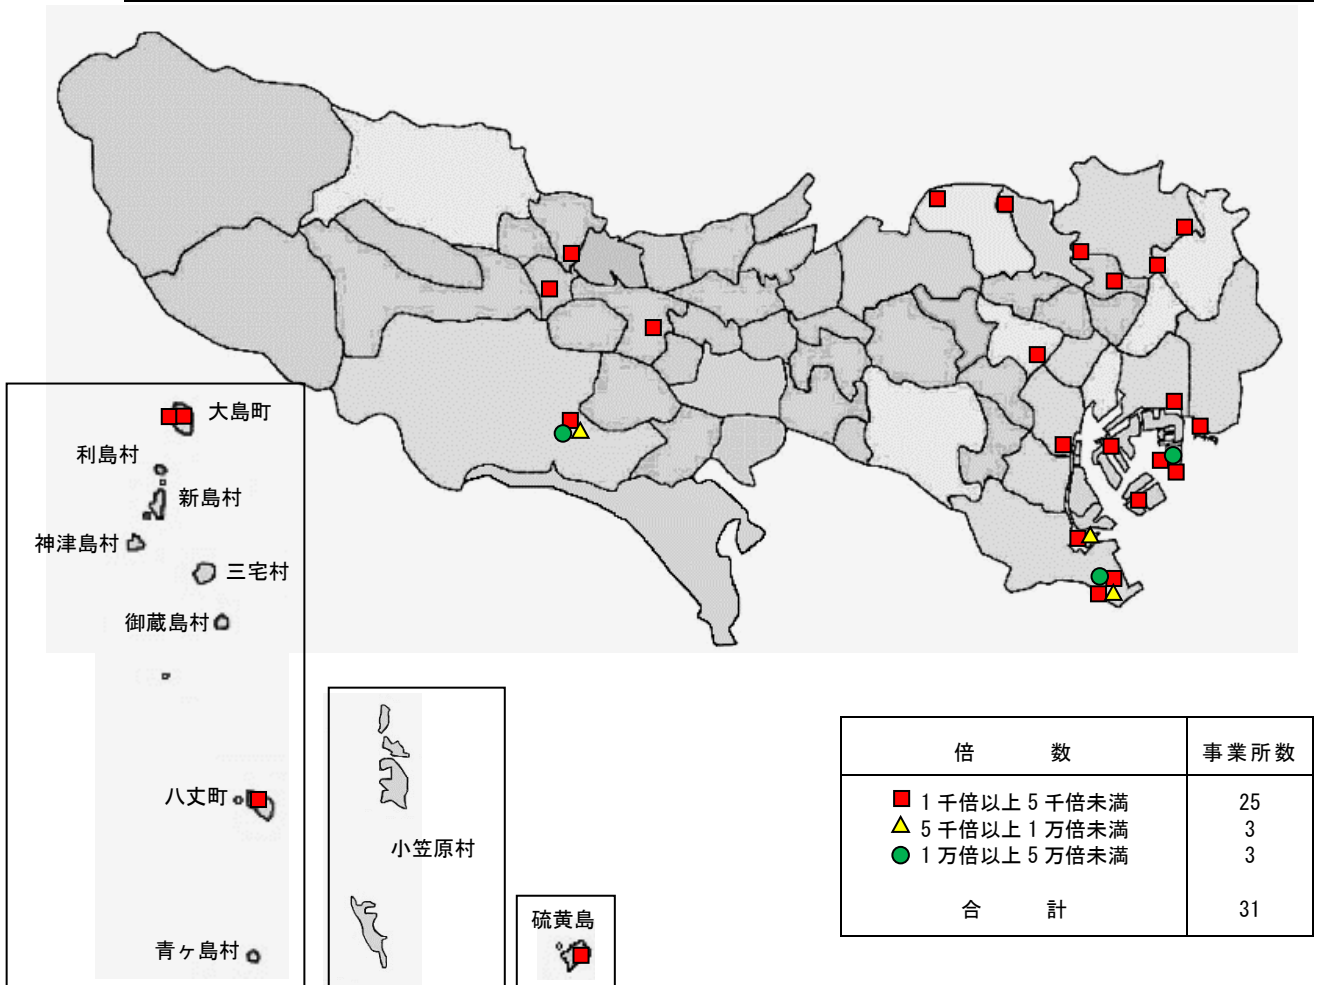 大島町
利島村
新島村
神津島村
三宅村
御蔵島村
八丈町
青ヶ島村
小笠原村
硫黄島
倍　　　数 事業所数
1千倍以上5千倍未満 25
5千倍以上1万倍未満 3
1万倍以上5万倍未満 3
合　　　計 31